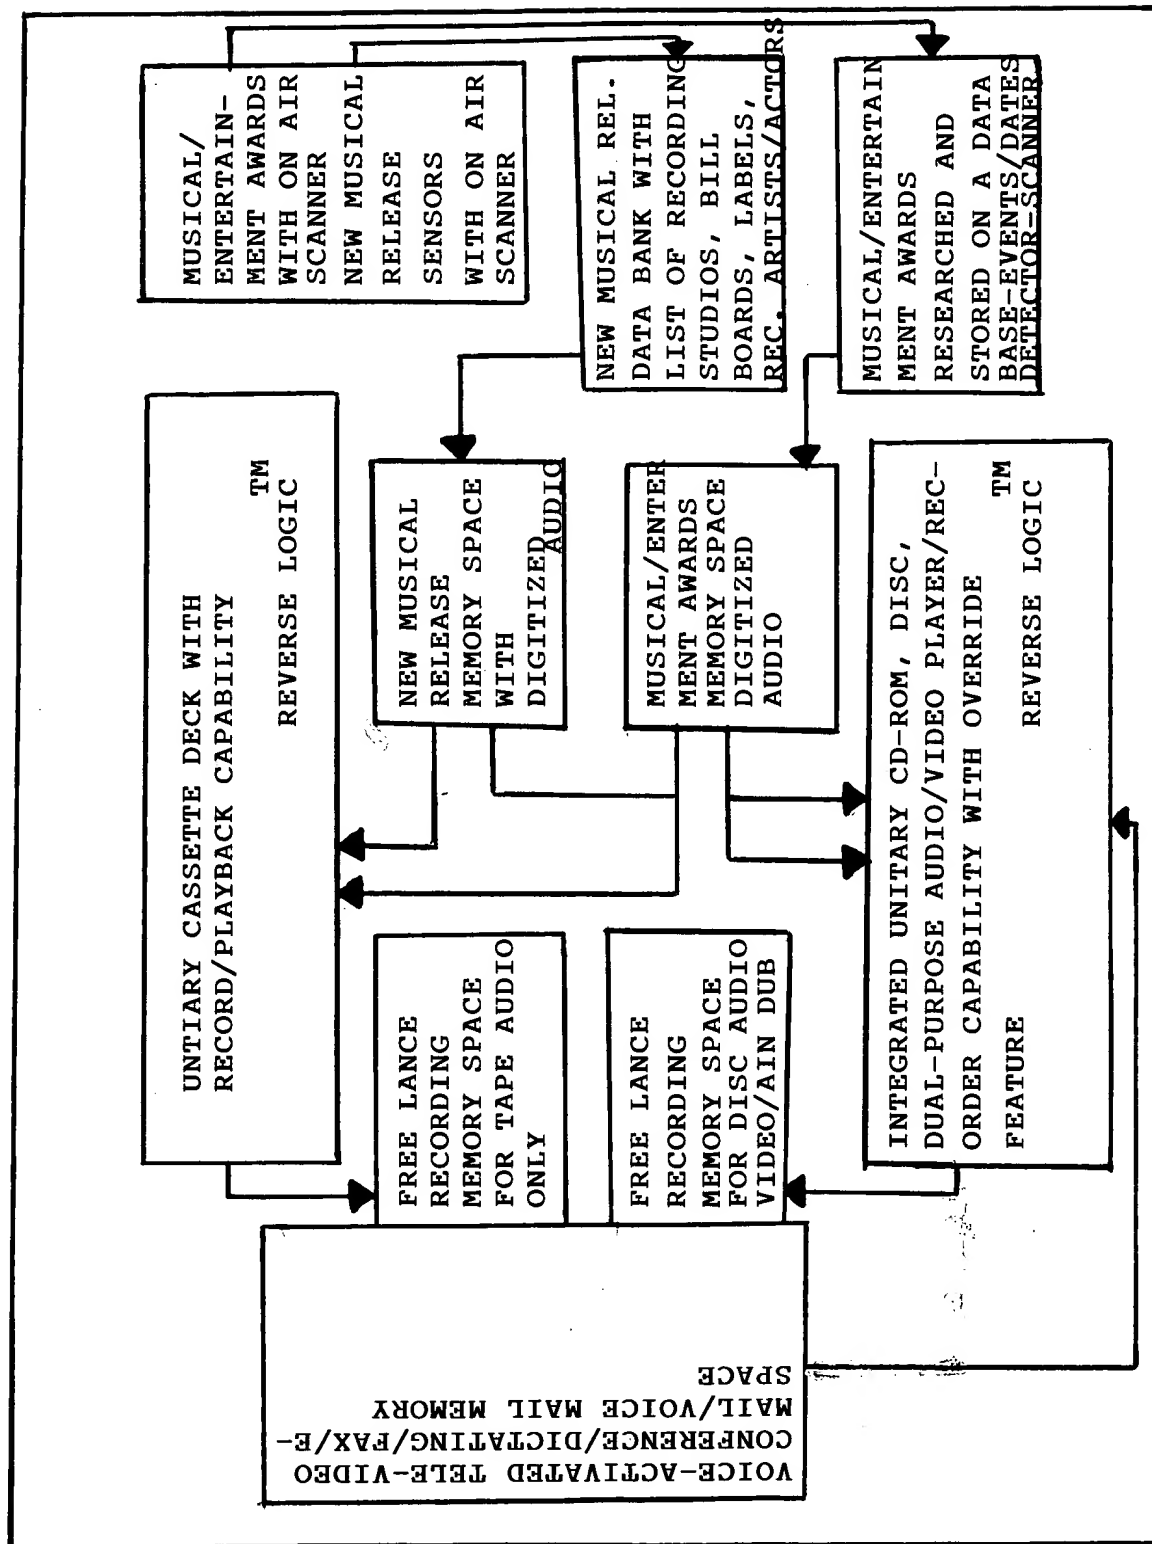 UNTIARY CASSETTE DECK WITH
RECORD/PLAYBACK CAPABILITY
TM
REVERSE LOGIC
MUSICAL/
ENTERTAIN-
MENT AWARDS
WITH ON AIR
SCANNER
NEW MUSICAL
RELEASE
SENSORS
WITH ON AIR
SCANNER
VOICE-ACTIVATED TELE-VIDEO
CONFERENCE/DICTATING/FAX/E-
MAIL/VOICE MAIL MEMORY
SPACE
FREE LANCE
RECORDING
MEMORY SPACE
FOR TAPE AUDIO
ONLY
NEW MUSICAL
RELEASE
MEMORY SPACE
WITH
DIGITIZED
AUDIO
NEW MUSICAL REL.
DATA BANK WITH
LIST OF RECORDING
STUDIOS, BILL
BOARDS, LABELS,
REC. ARTISTS/ACTORS
FREE LANCE
RECORDING
MEMORY SPACE
FOR DISC AUDIO
VIDEO/AIN DUB
MUSICAL/ENTER
MENT AWARDS
MEMORY SPACE
DIGITIZED
AUDIO
MUSICAL/ENTERTAIN
MENT AWARDS
RESEARCHED AND
STORED ON A DATA
BASE-EVENTS/DATES
DETECTOR-SCANNER
INTEGRATED UNITARY CD-ROM, DISC,
DUAL-PURPOSE AUDIO/VIDEO PLAYER/REC-
ORDER CAPABILITY WITH OVERRIDE
TM
FEATURE REVERSE LOGIC